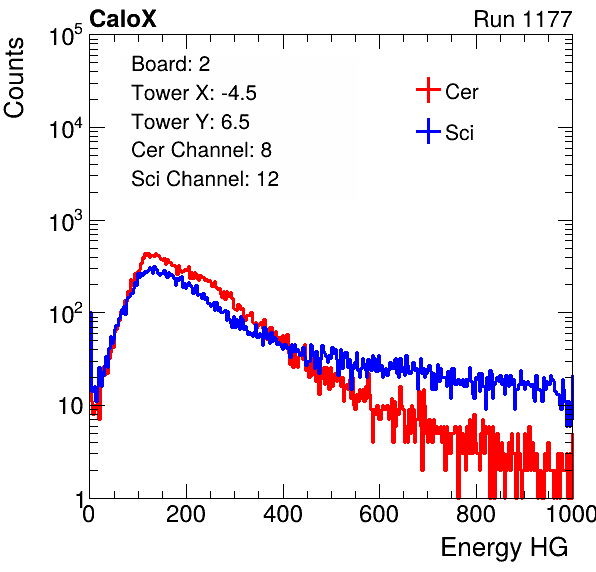 CaloX Run 1177
Counts
10^5
10^4
10^3
10^2
10
1
Board: 2
Tower X: -4.5
Tower Y: 6.5
Cer Channel: 8
Sci Channel: 12
Cer
Sci
0 200 400 600 800 1000
Energy HG